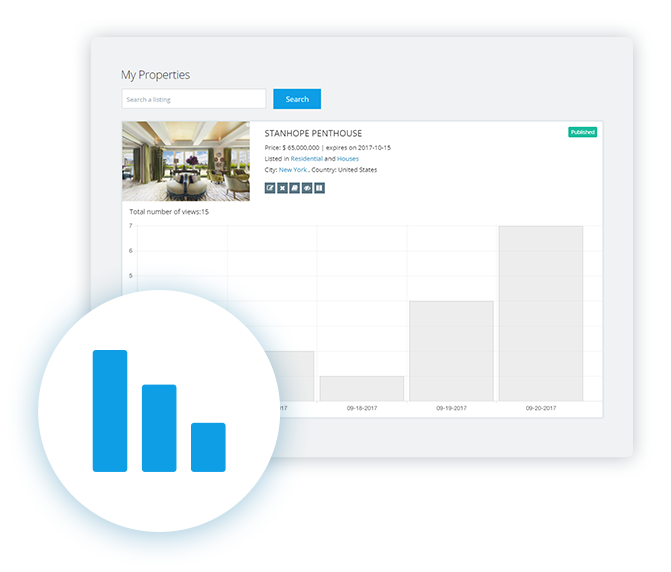 My Properties
Search a listing
Search
STANHOPE PENTHOUSE
Published
Price: $ 65,000,000 | expires on 2017-10-15
Listed in Residential and Houses
City: New York , Country: United States
Total number of views:15
7
6
5
017 09-18-2017 09-19-2017 09-20-2017